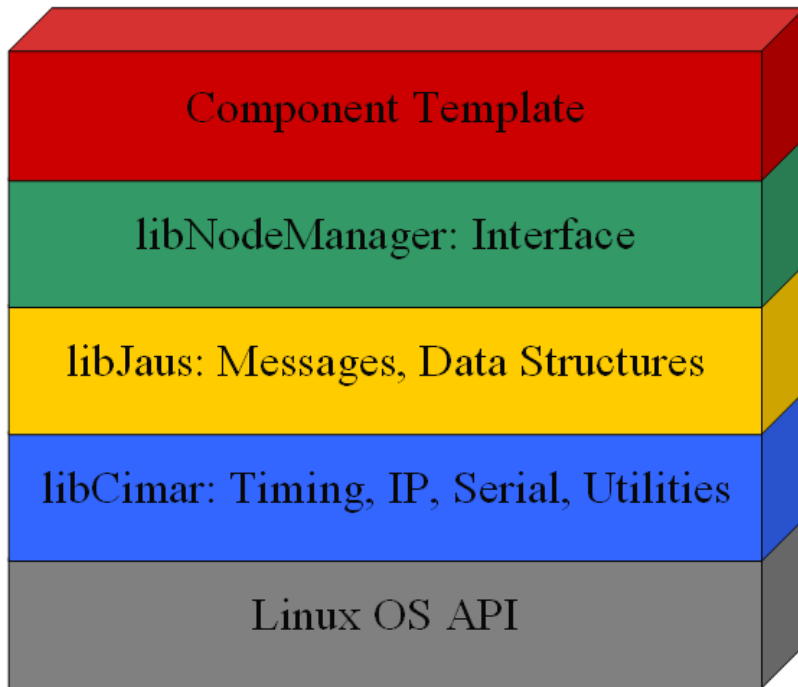 Component Template
libNodeManager: Interface
libJaus: Messages, Data Structures
libCimar: Timing, IP, Serial, Utilities
Linux OS API